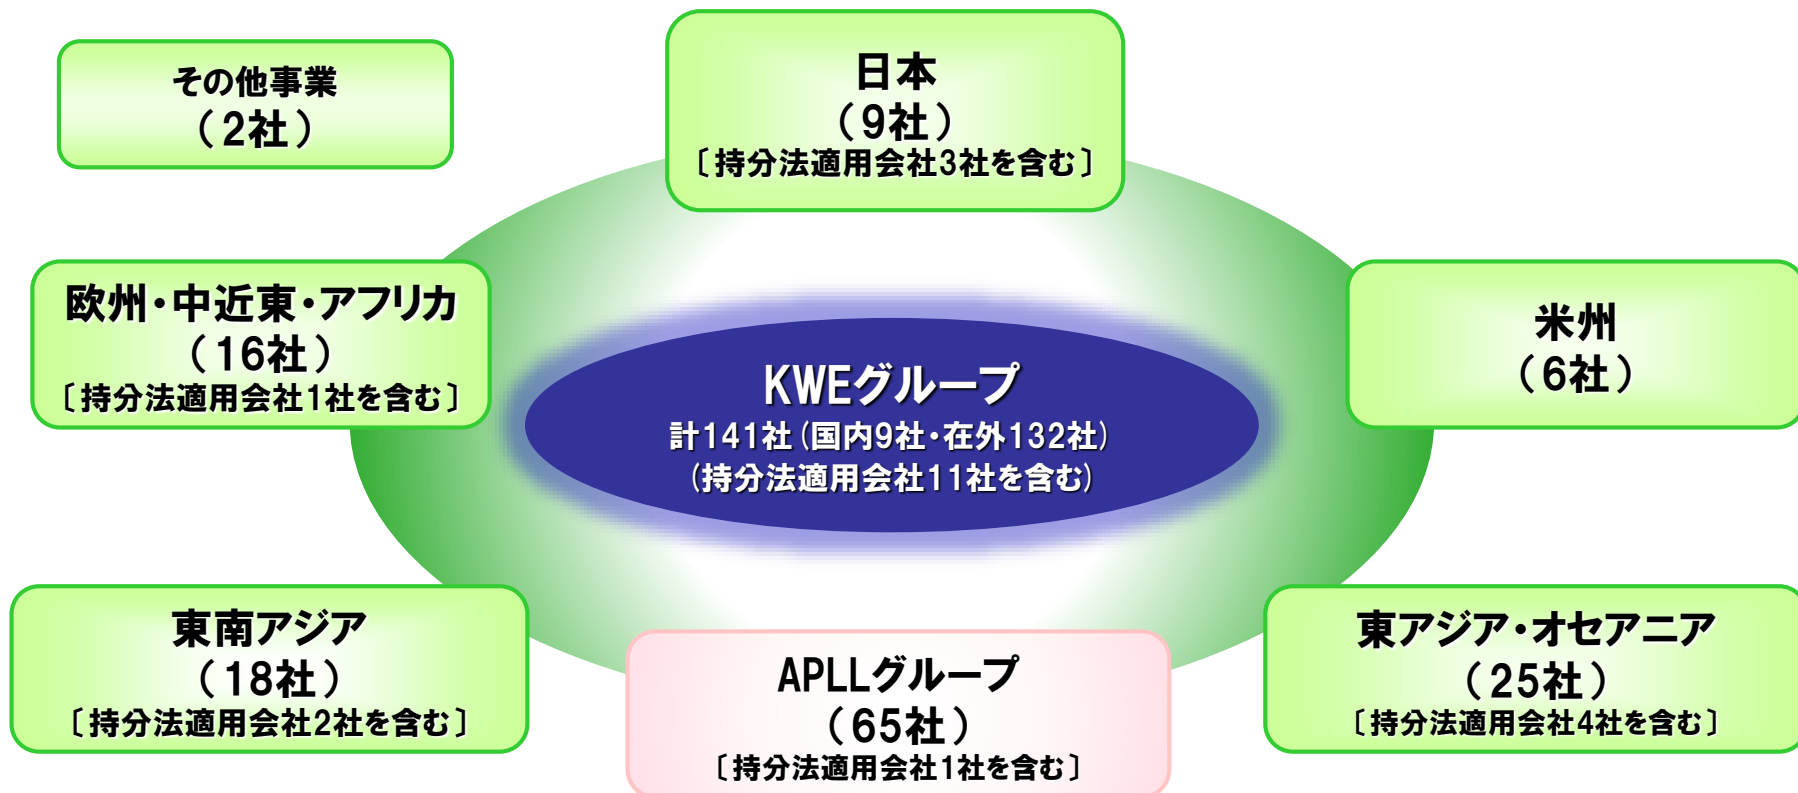 その他事業
（2社）
日本
（9社）
〔持分法適用会社3社を含む〕
欧州・中近東・アフリカ
（16社）
〔持分法適用会社1社を含む〕
米州
（6社）
KWEグループ
計141社（国内9社・在外132社）
（持分法適用会社11社を含む）
東南アジア
（18社）
〔持分法適用会社2社を含む〕
APLLグループ
（65社）
〔持分法適用会社1社を含む〕
東アジア・オセアニア
（25社）
〔持分法適用会社4社を含む〕